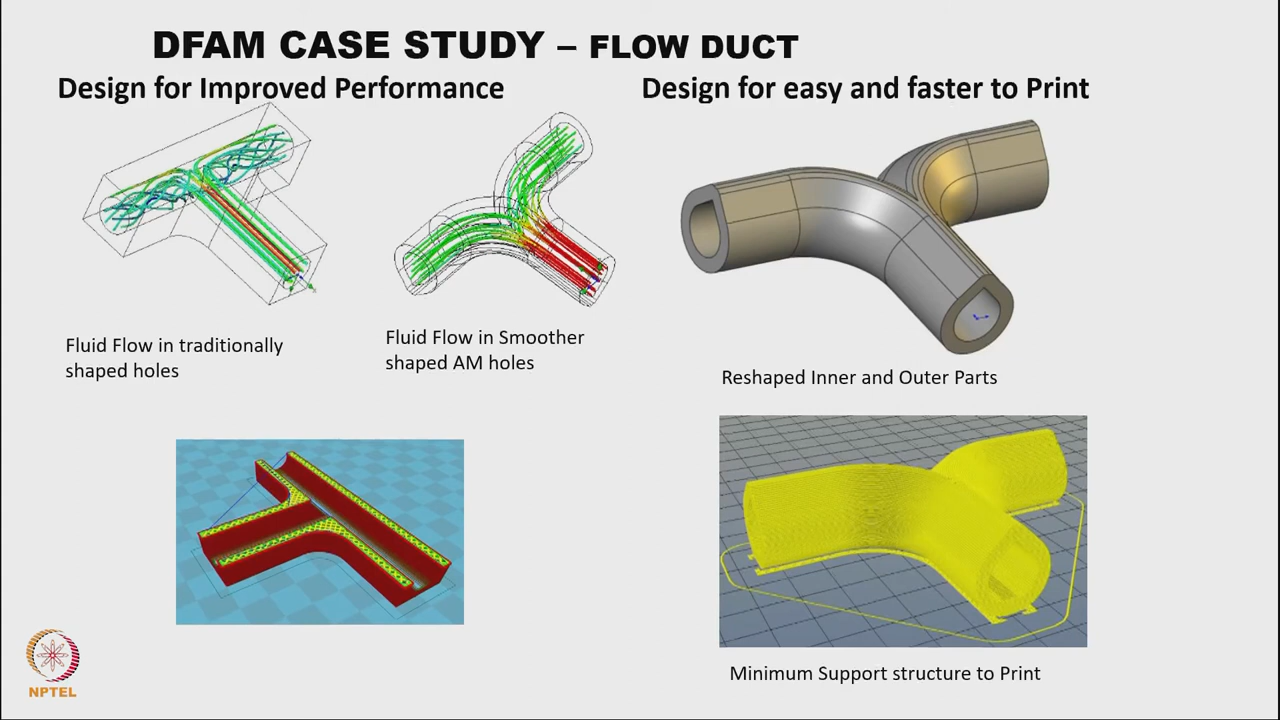 DFAM CASE STUDY – FLOW DUCT
Design for Improved Performance
Design for easy and faster to Print
Fluid Flow in traditionally
shaped holes
Fluid Flow in Smoother
shaped AM holes
Reshaped Inner and Outer Parts
Minimum Support structure to Print
NPTEL